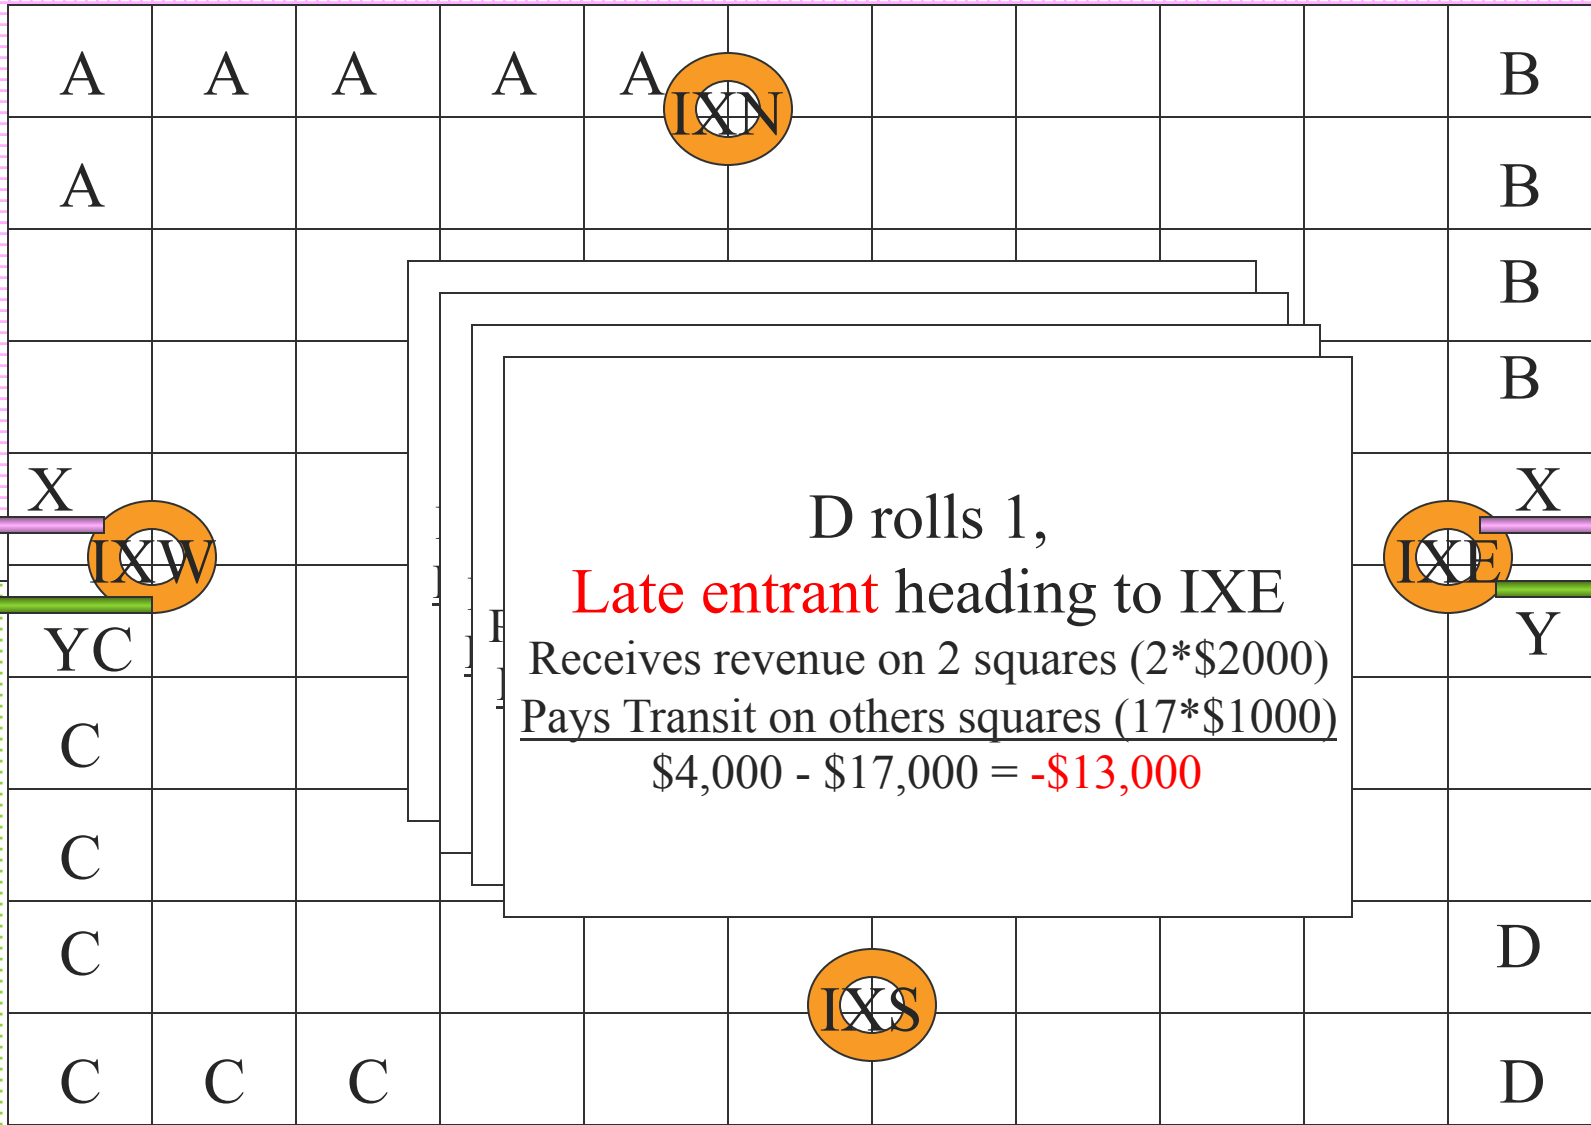 A A A A A IXN B
A B
B
B
X X
IXW IXE
YC Y
D rolls 1,
Late entrant heading to IXE
Receives revenue on 2 squares (2*$2000)
Pays Transit on others squares (17*$1000)
$4,000 - $17,000 = -$13,000
C
C
C D
IXS
C C C D